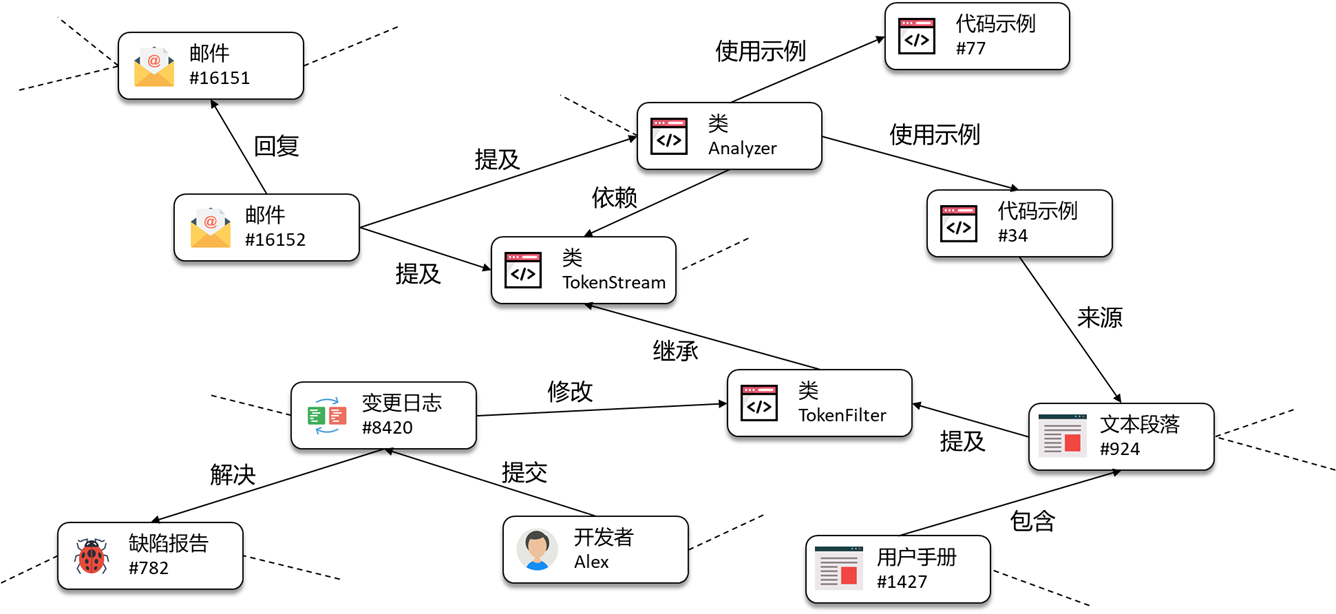 代码示例
#77
使用示例
邮件
#16151
类
Analyzer
使用示例
回复
提及
依赖
代码示例
#34
邮件
#16152
提及
类
TokenStream
来源
继承
变更日志
#8420
修改
类
TokenFilter
提及
文本段落
#924
解决
提交
包含
缺陷报告
#782
开发者
Alex
用户手册
#1427